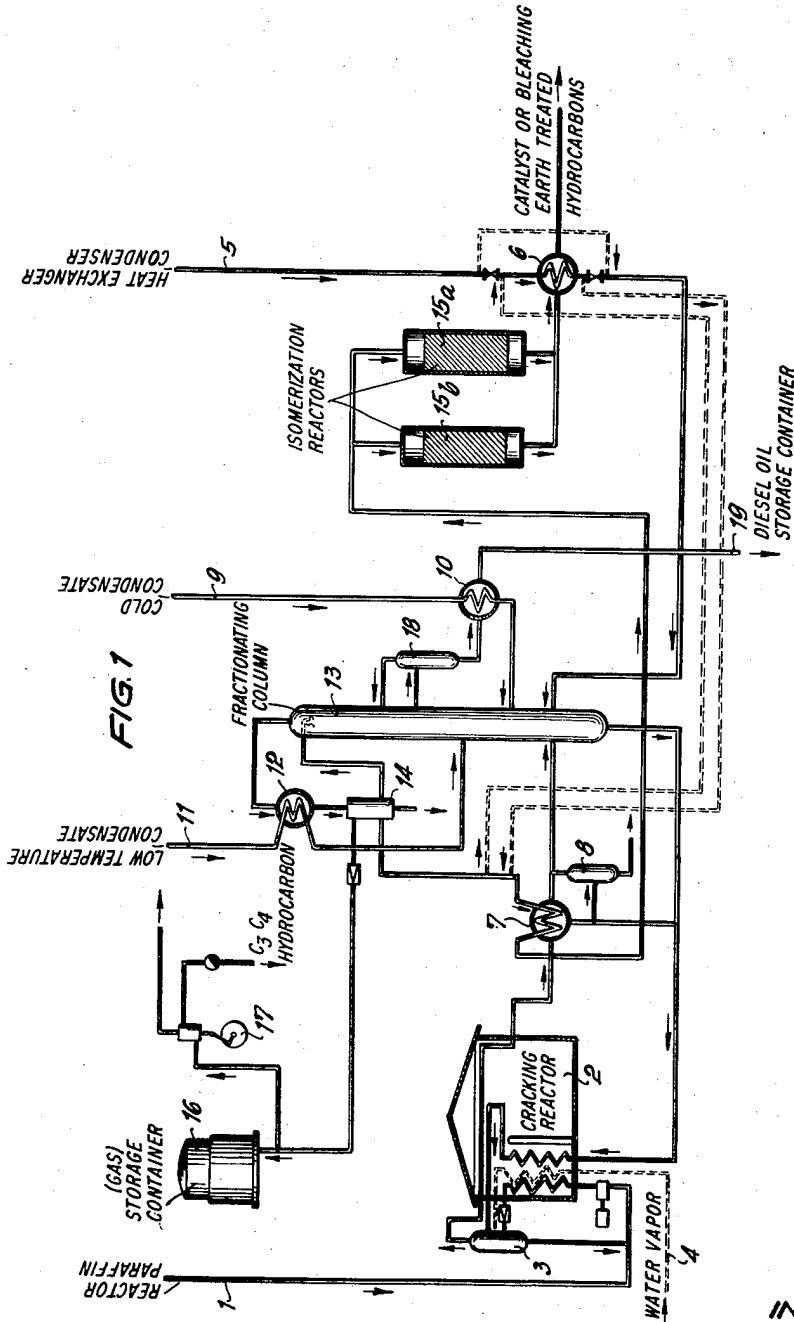 FIG. 1
REACTOR
PARAFFIN
1
(GAS)
STORAGE
CONTAINER
16
17
C3 C4
HYDROCARBON
LOW TEMPERATURE
CONDENSATE
11
12
14
FRACTIONATING
COLUMN
13
18
COLD
CONDENSATE
9
10
ISOMERIZATION
REACTORS
15b
15a
HEAT EXCHANGER
CONDENSER
5
6
CATALYST OR BLEACHING
EARTH TREATED
HYDROCARBONS
CRACKING
REACTOR
2
3
WATER VAPOR
4
7
8
19
DIESEL OIL
STORAGE CONTAINER